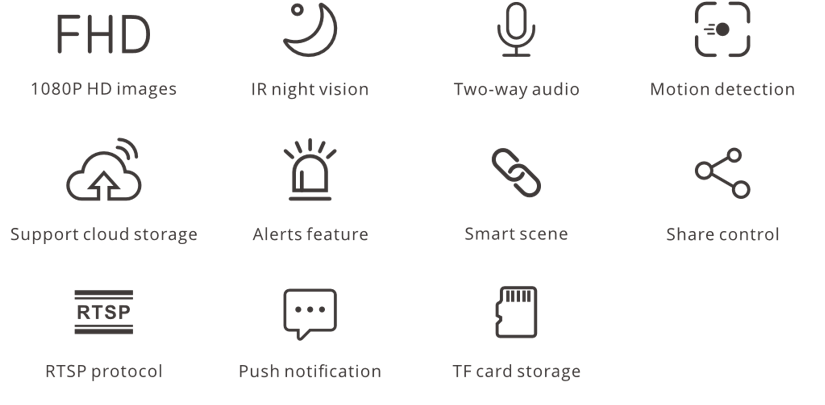 FHD
1080P HD images
IR night vision
Two-way audio
Motion detection
Support cloud storage
Alerts feature
Smart scene
Share control
RTSP
RTSP protocol
Push notification
TF card storage